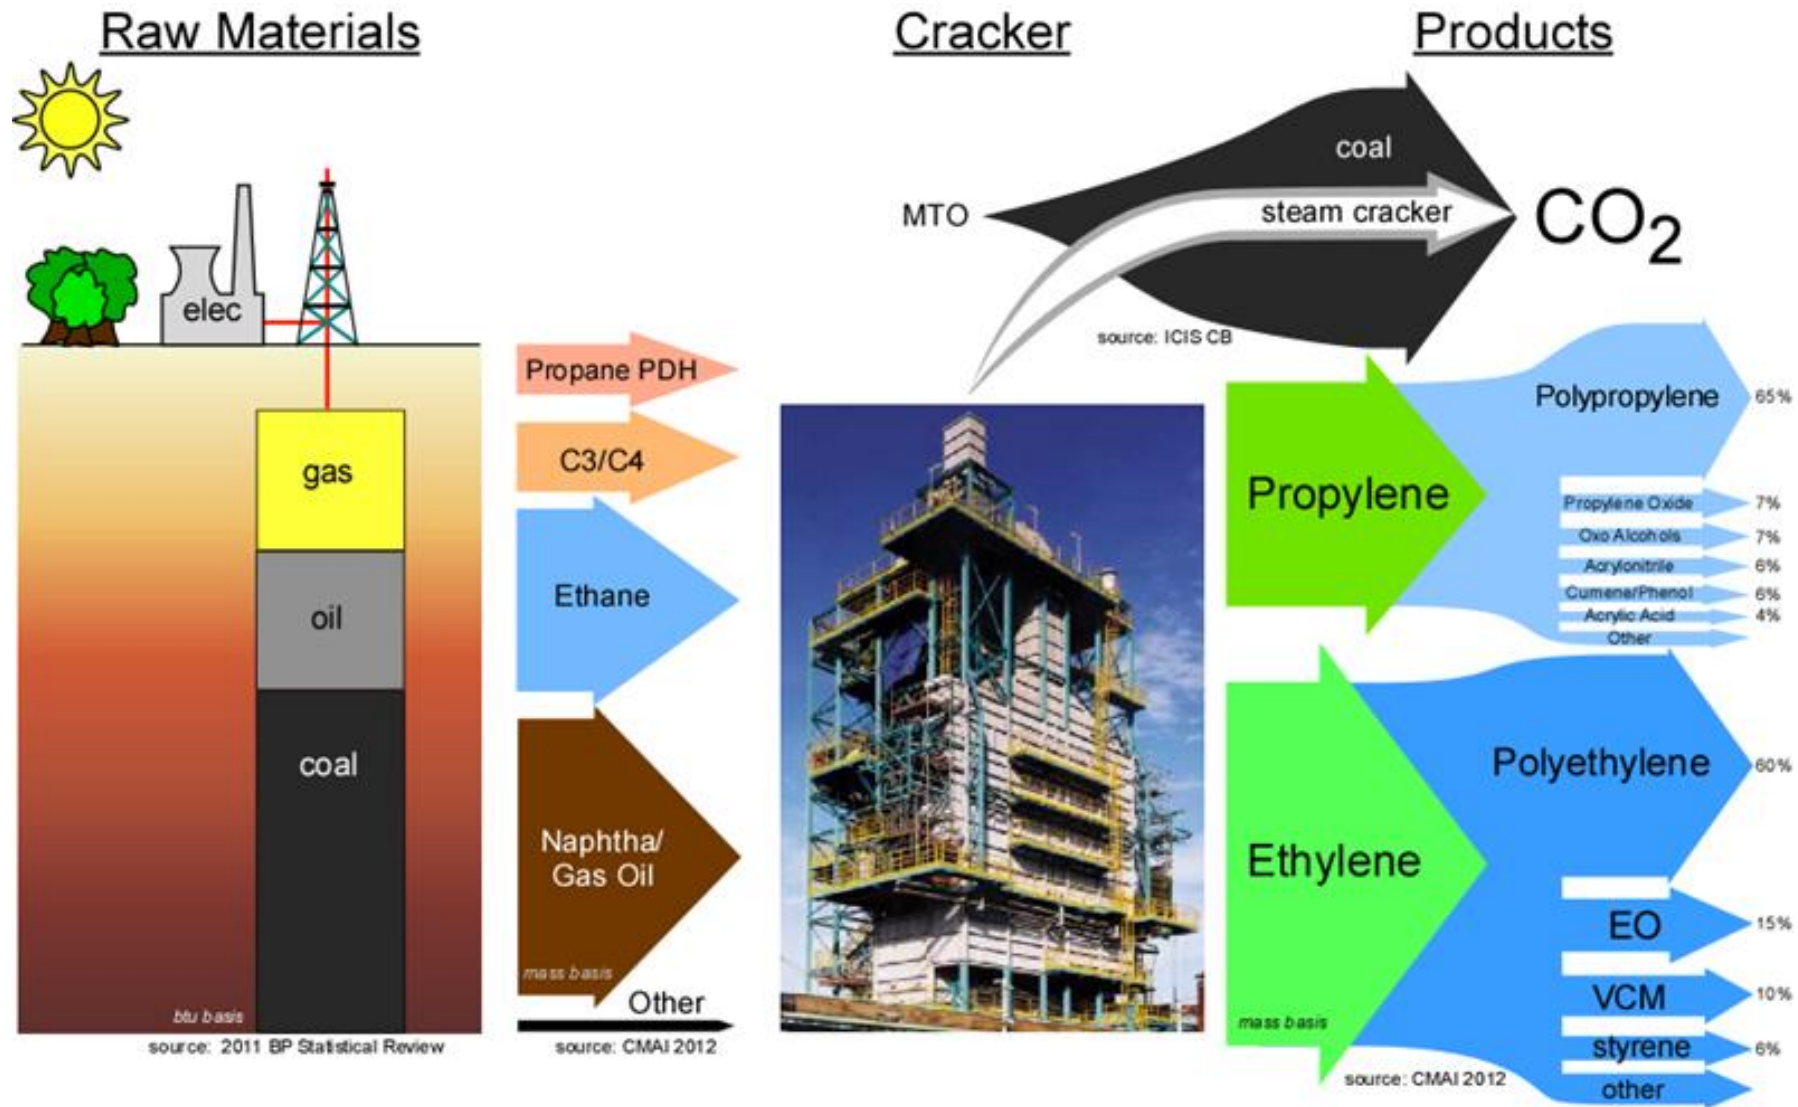 Raw Materials
Cracker
Products
coal
MTO
steam cracker
CO2
source: ICIS CB
elec
gas
oil
coal
btu basis
source: 2011 BP Statistical Review
Propane PDH
C3/C4
Ethane
Naphtha/
Gas Oil
mass basis
Other
source: CMAI 2012
Propylene
Polypropylene
65%
Propylene Oxide
7%
Oxo Alcohols
7%
Acrylonitrile
6%
Cumene/Phenol
6%
Acrylic Acid
4%
Other
Ethylene
mass basis
Polyethylene
60%
EO
15%
VCM
10%
styrene
6%
other
source: CMAI 2012